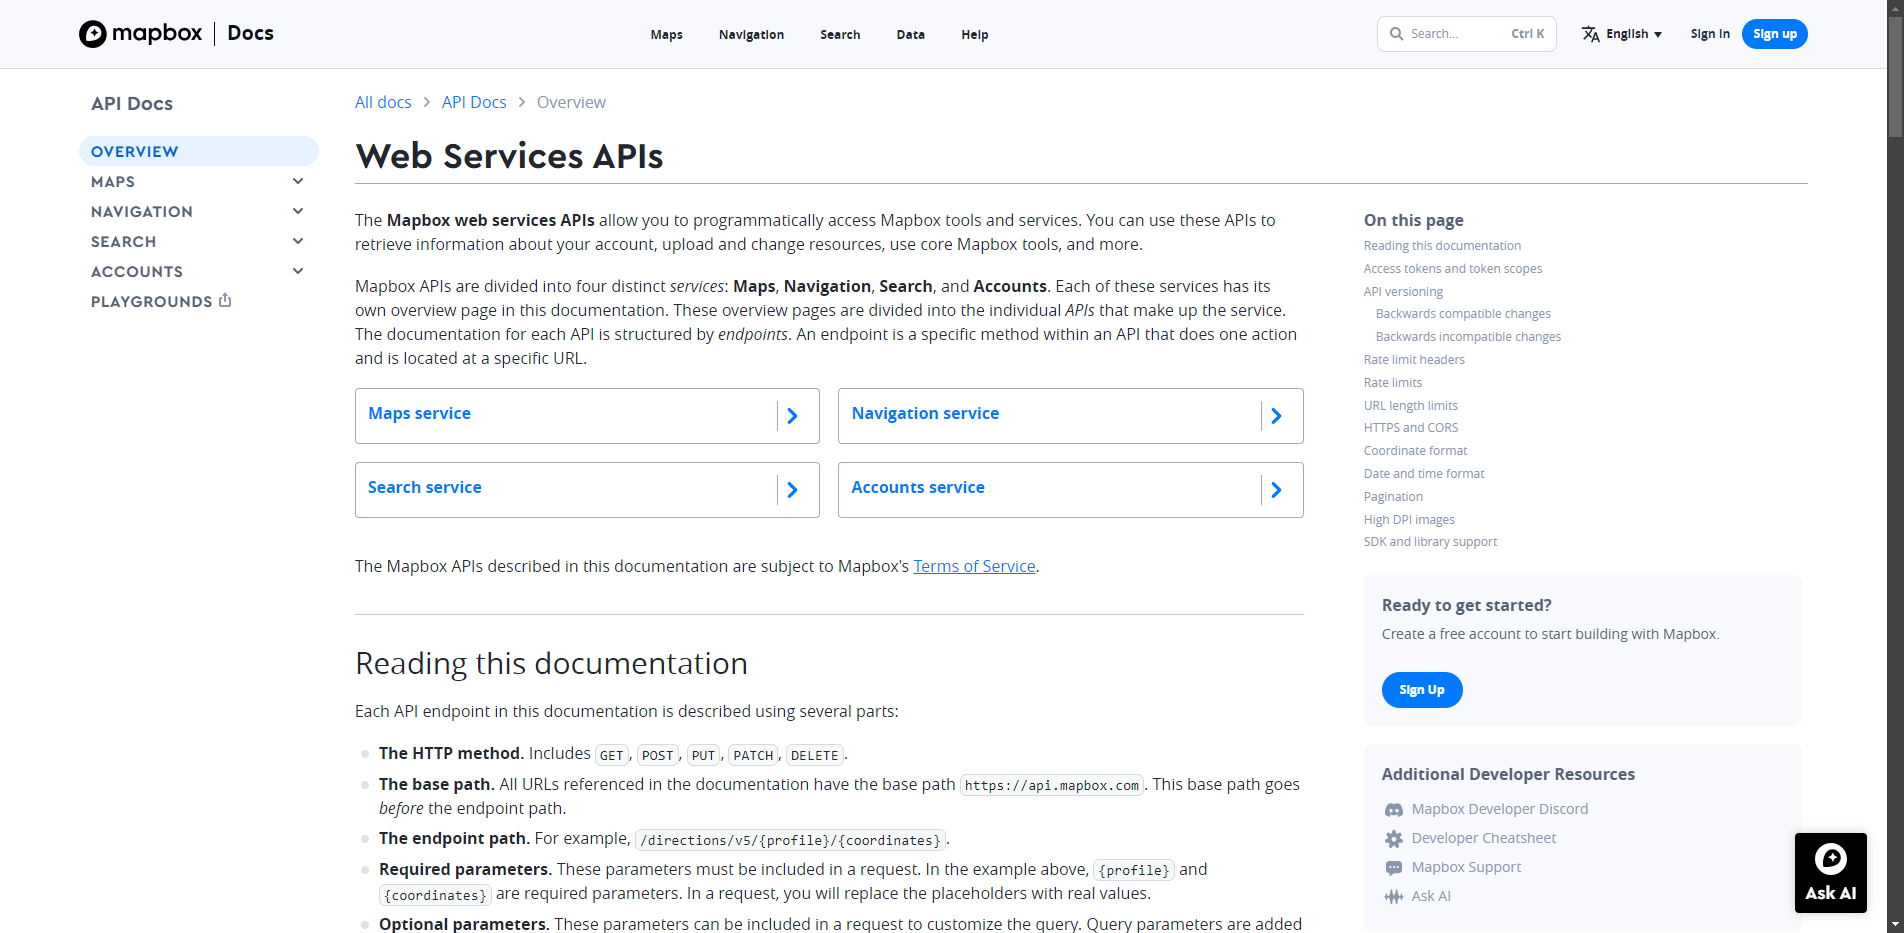 mapbox | Docs
Maps
Navigation
Search
Data
Help
Search...
Ctrl K
English
Sign In
Sign up
API Docs
OVERVIEW
MAPS
NAVIGATION
SEARCH
ACCOUNTS
PLAYGROUNDS
All docs > API Docs > Overview
Web Services APIs
The Mapbox web services APIs allow you to programmatically access Mapbox tools and services. You can use these APIs to
retrieve information about your account, upload and change resources, use core Mapbox tools, and more.
Mapbox APIs are divided into four distinct services: Maps, Navigation, Search, and Accounts. Each of these services has its
own overview page in this documentation. These overview pages are divided into the individual APIs that make up the service.
The documentation for each API is structured by endpoints. An endpoint is a specific method within an API that does one action
and is located at a specific URL.
Maps service
Navigation service
Search service
Accounts service
The Mapbox APIs described in this documentation are subject to Mapbox's Terms of Service.
Reading this documentation
Each API endpoint in this documentation is described using several parts:
The HTTP method. Includes GET, POST, PUT, PATCH, DELETE.
The base path. All URLs referenced in the documentation have the base path https://api.mapbox.com. This base path goes
before the endpoint path.
The endpoint path. For example, /directions/v5/{profile}/{coordinates}.
Required parameters. These parameters must be included in a request. In the example above, {profile} and
{coordinates} are required parameters. In a request, you will replace the placeholders with real values.
Optional parameters. These parameters can be included in a request to customize the query. Query parameters are added
On this page
Reading this documentation
Access tokens and token scopes
API versioning
Backwards compatible changes
Backwards incompatible changes
Rate limit headers
Rate limits
URL length limits
HTTPS and CORS
Coordinate format
Date and time format
Pagination
High DPI images
SDK and library support
Ready to get started?
Create a free account to start building with Mapbox.
Sign Up
Additional Developer Resources
Mapbox Developer Discord
Developer Cheatsheet
Mapbox Support
Ask AI
Ask AI